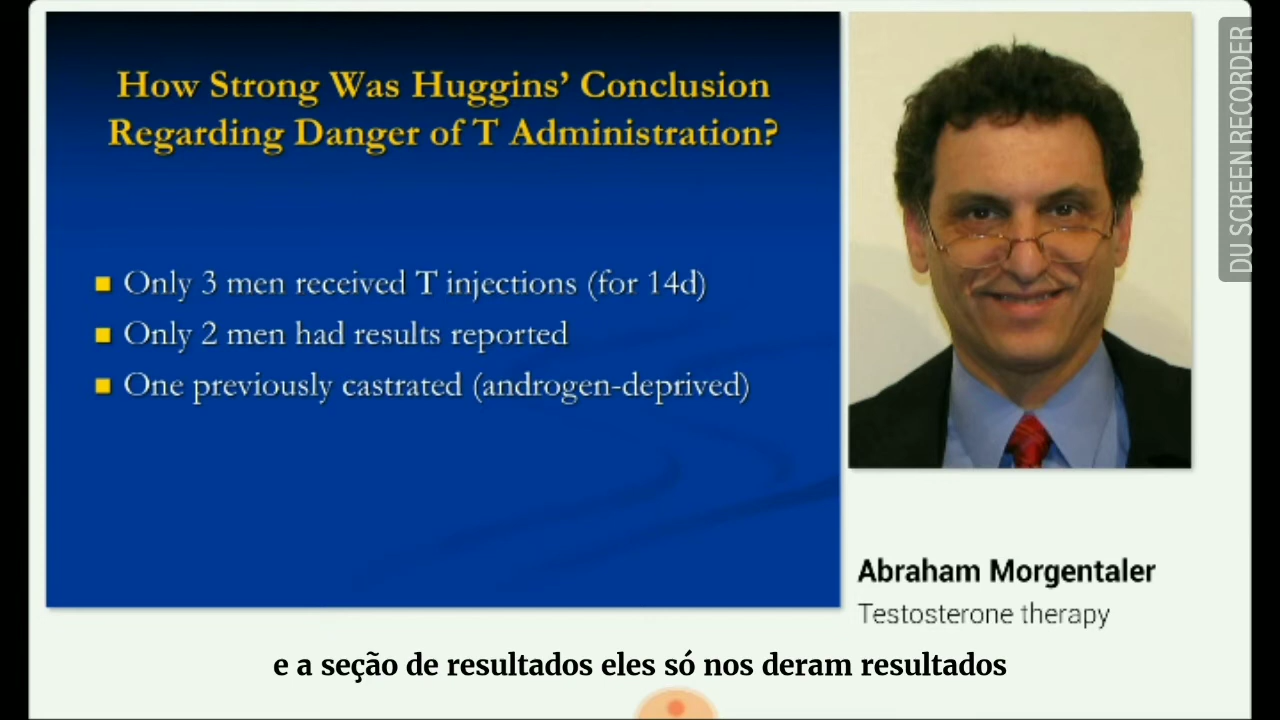 How Strong Was Huggins’ Conclusion
Regarding Danger of T Administration?
Only 3 men received T injections (for 14d)
Only 2 men had results reported
One previously castrated (androgen-deprived)
DU SCREEN RECORDER
Abraham Morgentaler
Testosterone therapy
e a seção de resultados eles só nos deram resultados